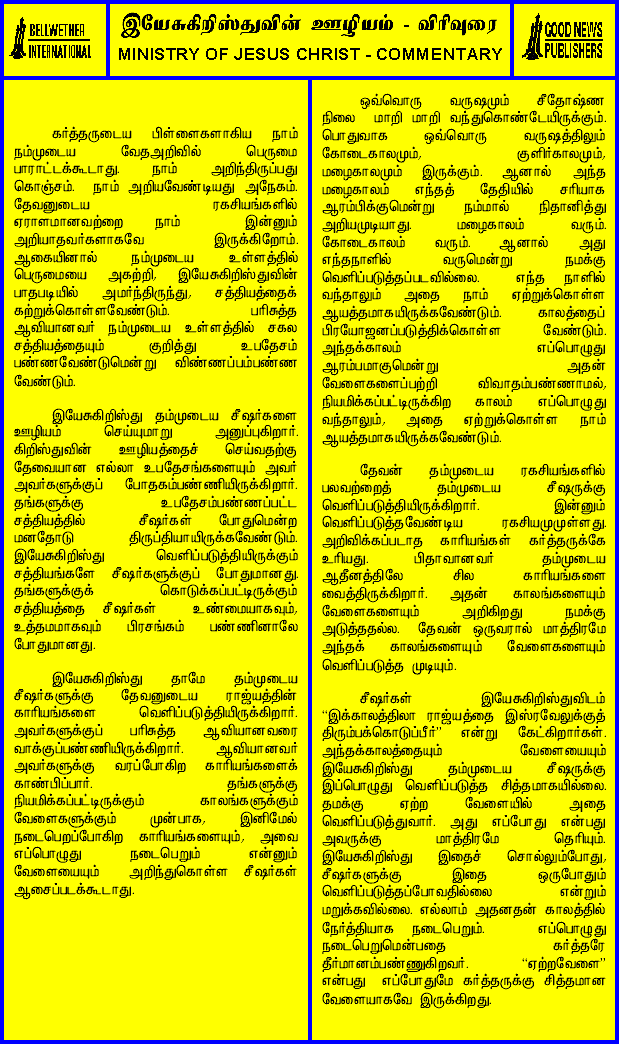 BELLWETHER
INTERNATIONAL
இயேசுகிறிஸ்துவின் ஊழியம் - விரிவுரை
MINISTRY OF JESUS CHRIST - COMMENTARY
GOOD NEWS
PUBLISHERS
கர்த்தருடைய பிள்ளைகளாகிய நாம்
நம்முடைய வேதஅறிவில் பெருமை
பாராட்டக்கூடாது. நாம் அறிந்திருப்பது
கொஞ்சம். நாம் அறியவேண்டியது அநேகம்.
தேவனுடைய ரகசியங்களில்
ஏராளமானவற்றை நாம் இன்னும்
அறியாதவர்களாகவே இருக்கிறோம்.
ஆகையினால் நம்முடைய உள்ளத்தில்
பெருமையை அகற்றி, இயேசுகிறிஸ்துவின்
பாதபடியில் அமர்ந்திருந்து, சத்தியத்தைக்
கற்றுக்கொள்ளவேண்டும். பரிசுத்த
ஆவியானவர் நம்முடைய உள்ளத்தில் சகல
சத்தியத்தையும் குறித்து உபதேசம்
பண்ணவேண்டுமென்று விண்ணப்பம்பண்ண
வேண்டும்.
இயேசுகிறிஸ்து தம்முடைய சீஷர்களை
ஊழியம் செய்யுமாறு அனுப்புகிறார்.
கிறிஸ்துவின் ஊழியத்தைச் செய்வதற்கு
தேவையான எல்லா உபதேசங்களையும் அவர்
அவர்களுக்குப் போதகம்பண்ணியிருக்கிறார்.
தங்களுக்கு உபதேசம்பண்ணப்பட்ட
சத்தியத்தில் சீஷர்கள் போதுமென்ற
மனதோடு திருப்தியாயிருக்கவேண்டும்.
இயேசுகிறிஸ்து வெளிப்படுத்தியிருக்கும்
சத்தியங்களே சீஷர்களுக்குப் போதுமானது.
தங்களுக்குக் கொடுக்கப்பட்டிருக்கும்
சத்தியத்தை சீஷர்கள் உண்மையாகவும்,
உத்தமமாகவும் பிரசங்கம் பண்ணினாலே
போதுமானது.
இயேசுகிறிஸ்து தாமே தம்முடைய
சீஷர்களுக்கு தேவனுடைய ராஜ்யத்தின்
காரியங்களை வெளிப்படுத்தியிருக்கிறார்.
அவர்களுக்குப் பரிசுத்த ஆவியானவரை
வாக்குப்பண்ணியிருக்கிறார். ஆவியானவர்
அவர்களுக்கு வரப்போகிற காரியங்களைக்
காண்பிப்பார். தங்களுக்கு
நியமிக்கப்பட்டிருக்கும் காலங்களுக்கும்
வேளைகளுக்கும் முன்பாக, இனிமேல்
நடைபெறப்போகிற காரியங்களையும், அவை
எப்பொழுது நடைபெறும் என்னும்
வேளையையும் அறிந்துகொள்ள சீஷர்கள்
ஆசைப்படக்கூடாது.
ஒவ்வொரு வருஷமும் சீதோஷ்ண
நிலை மாறி மாறி வந்துகொண்டேயிருக்கும்.
பொதுவாக ஒவ்வொரு வருஷத்திலும்
கோடைகாலமும், குளிர்காலமும்,
மழைகாலமும் இருக்கும். ஆனால் அந்த
மழைகாலம் எந்தத் தேதியில் சரியாக
ஆரம்பிக்குமென்று நம்மால் நிதானித்து
அறியமுடியாது. மழைகாலம் வரும்.
கோடைகாலம் வரும். ஆனால் அது
எந்தநாளில் வருமென்று நமக்கு
வெளிப்படுத்தப்படவில்லை. எந்த நாளில்
வந்தாலும் அதை நாம் ஏற்றுக்கொள்ள
ஆயத்தமாகயிருக்கவேண்டும். காலத்தைப்
பிரயோஜனப்படுத்திக்கொள்ள வேண்டும்.
அந்தக்காலம் எப்பொழுது
ஆரம்பமாகுமென்று அதன்
வேளைகளைப்பற்றி விவாதம்பண்ணாமல்,
நியமிக்கப்பட்டிருக்கிற காலம் எப்பொழுது
வந்தாலும், அதை ஏற்றுக்கொள்ள நாம்
ஆயத்தமாகயிருக்கவேண்டும்.
தேவன் தம்முடைய ரகசியங்களில்
பலவற்றைத் தம்முடைய சீஷருக்கு
வெளிப்படுத்தியிருக்கிறார். இன்னும்
வெளிப்படுத்தவேண்டிய ரகசியமுமுள்ளது.
அறிவிக்கப்படாத காரியங்கள் கர்த்தருக்கே
உரியது. பிதாவானவர் தம்முடைய
ஆதீனத்திலே சில காரியங்களை
வைத்திருக்கிறார். அதன் காலங்களையும்
வேளைகளையும் அறிகிறது நமக்கு
அடுத்ததல்ல. தேவன் ஒருவரால் மாத்திரமே
அந்தக் காலங்களையும் வேளைகளையும்
வெளிப்படுத்த முடியும்.
சீஷர்கள் இயேசுகிறிஸ்துவிடம்
“இக்காலத்திலா ராஜ்யத்தை இஸ்ரவேலுக்குத்
திரும்பக்கொடுப்பீர்” என்று கேட்கிறார்கள்.
அந்தக்காலத்தையும் வேளையையும்
இயேசுகிறிஸ்து தம்முடைய சீஷருக்கு
இப்பொழுது வெளிப்படுத்த சித்தமாகயில்லை.
தமக்கு ஏற்ற வேளையில் அதை
வெளிப்படுத்துவார். அது எப்போது என்பது
அவருக்கு மாத்திரமே தெரியும்.
இயேசுகிறிஸ்து இதைச் சொல்லும்போது,
சீஷர்களுக்கு இதை ஒருபோதும்
வெளிப்படுத்தப்போவதில்லை என்றும்
மறுக்கவில்லை. எல்லாம் அதனதன் காலத்தில்
நேர்த்தியாக நடைபெறும். எப்பொழுது
நடைபெறுமென்பதை கர்த்தரே
தீர்மானம்பண்ணுகிறவர். “ஏற்றவேளை”
என்பது எப்போதுமே கர்த்தருக்கு சித்தமான
வேளையாகவே இருக்கிறது.